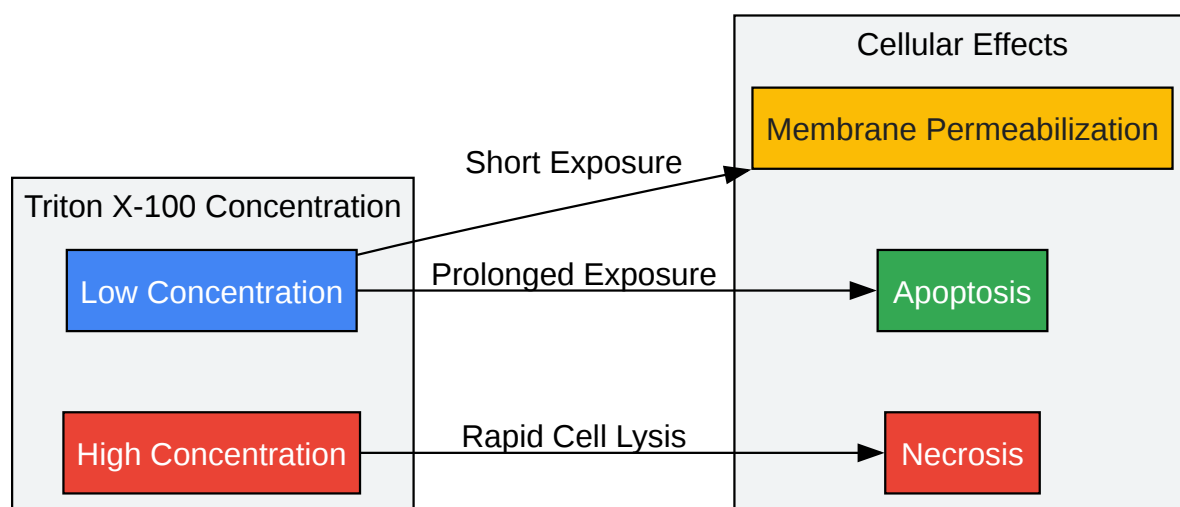 Cellular Effects
Membrane Permeabilization
Short Exposure
Triton X-100 Concentration
Low Concentration
Prolonged Exposure
Apoptosis
High Concentration
Rapid Cell Lysis
Necrosis